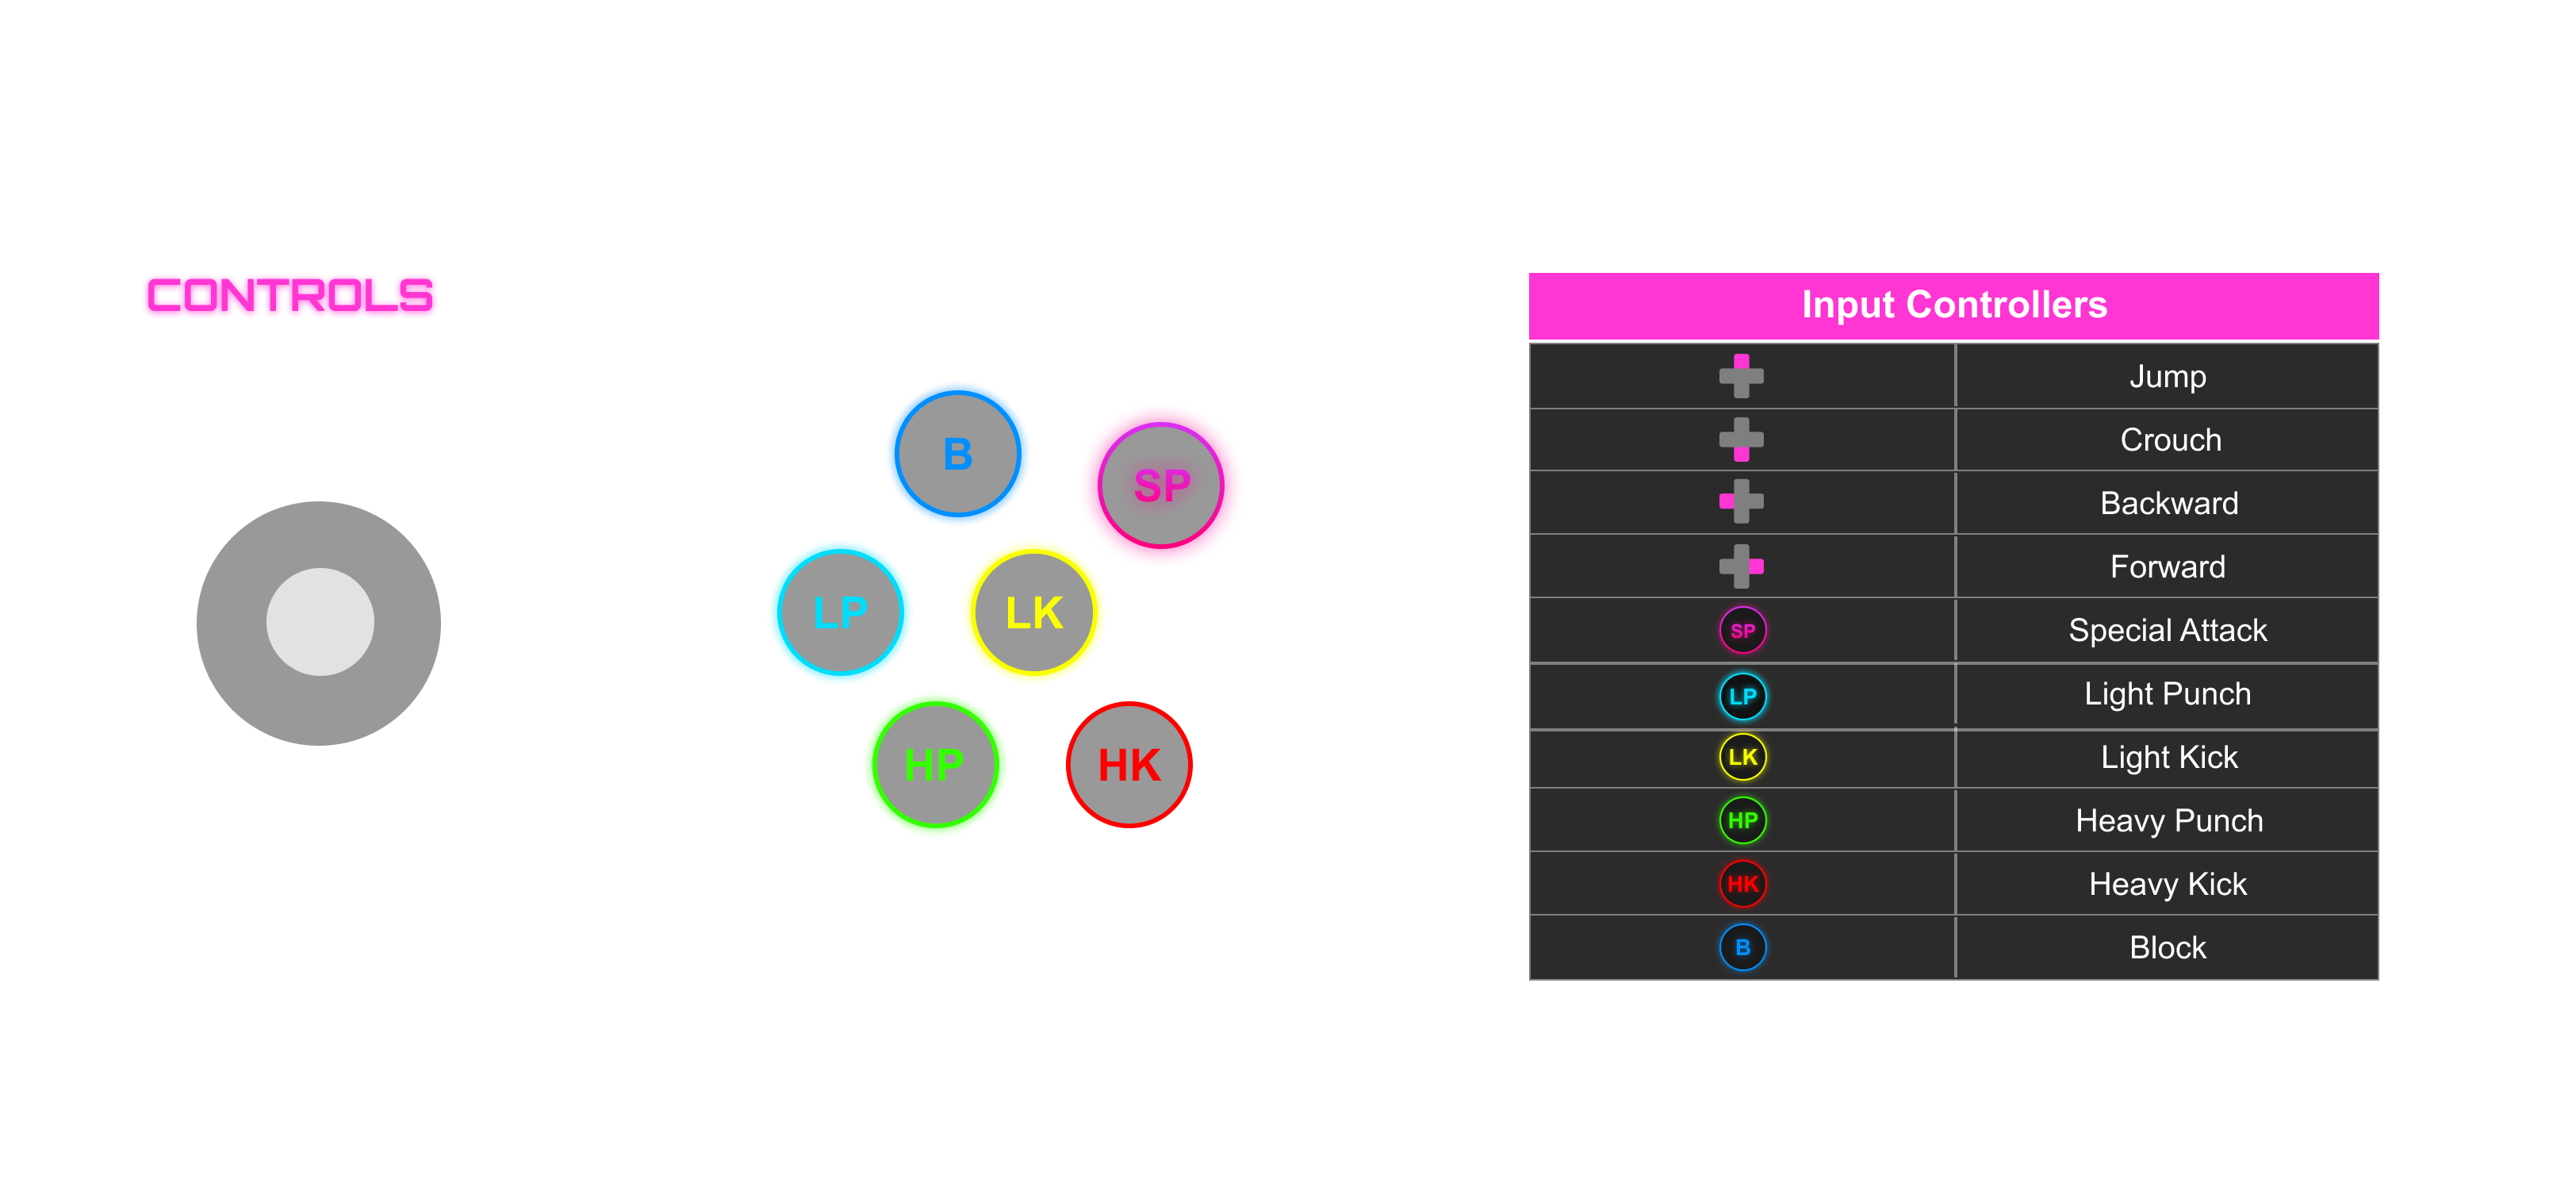 CONTROLS
B
SP
LP
LK
HP
HK
Input Controllers
Jump
Crouch
Backward
Forward
SP Special Attack
LP Light Punch
LK Light Kick
HP Heavy Punch
HK Heavy Kick
B Block